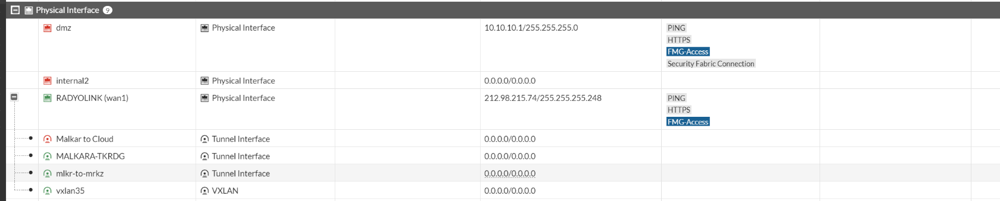 Physical Interface 9
dmz Physical Interface 10.10.10.1/255.255.255.0 PING
HTTPS
FMG-Access
Security Fabric Connection
internal2 Physical Interface 0.0.0.0/0.0.0.0
RADYOLINK (wan1) Physical Interface 212.98.215.74/255.255.255.248 PING
HTTPS
FMG-Access
Malkar to Cloud Tunnel Interface 0.0.0.0/0.0.0.0
MALKARA-TKRDG Tunnel Interface 0.0.0.0/0.0.0.0
mlkr-to-mrkz Tunnel Interface 0.0.0.0/0.0.0.0
vxlan35 VXLAN 0.0.0.0/0.0.0.0